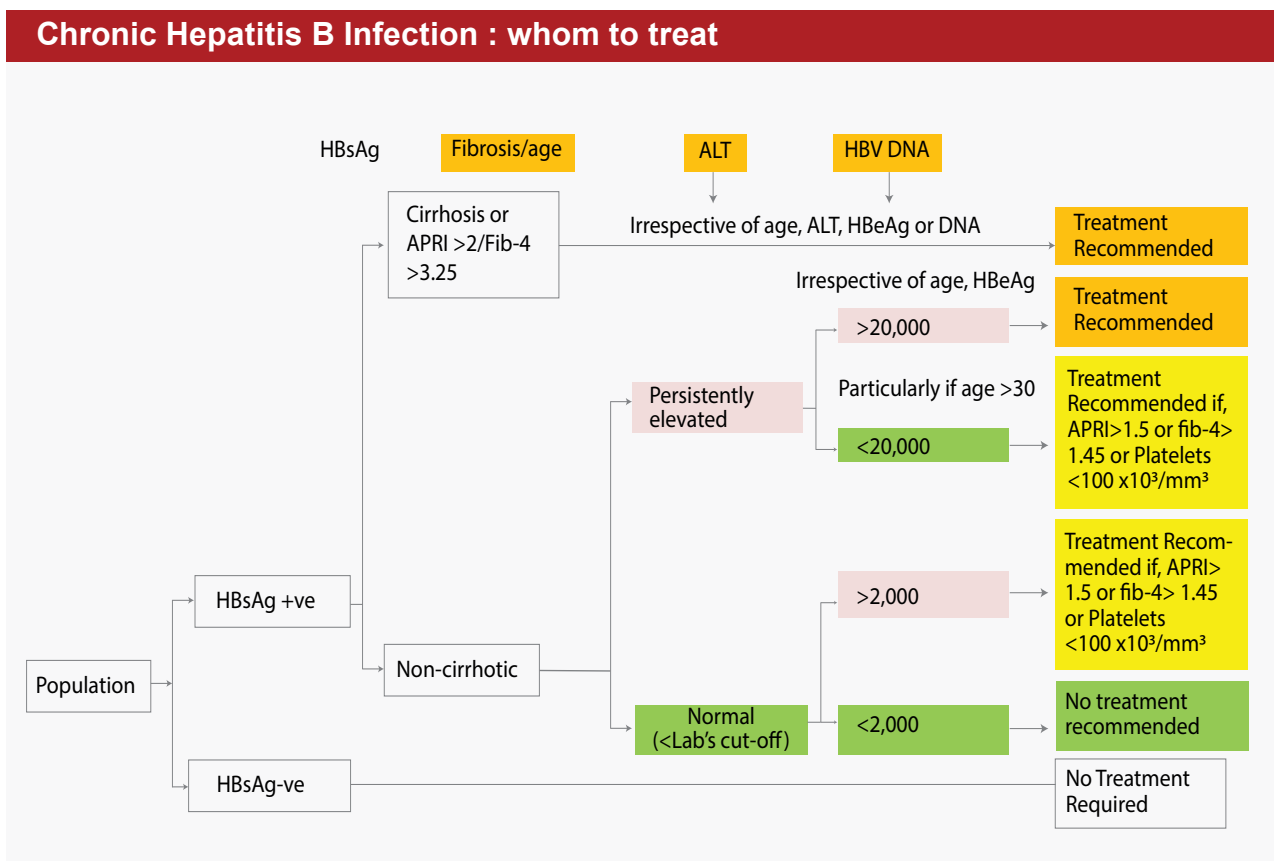 Chronic Hepatitis B Infection : whom to treat
HBsAg
Fibrosis/age
ALT
HBV DNA
Cirrhosis or
APRI >2/Fib-4
>3.25
Irrespective of age, ALT, HBeAg or DNA
Treatment
Recommended
Irrespective of age, HBeAg
>20,000
Treatment
Recommended
Persistently
elevated
Particularly if age >30
<20,000
Treatment
Recommended if,
APRI>1.5 or fib-4>
1.45 or Platelets
<100 x10³/mm³
HBsAg +ve
>2,000
Treatment Recom-
mended if, APRI>
1.5 or fib-4> 1.45
or Platelets
<100 x10³/mm³
Population
Non-cirrhotic
Normal
(<Lab's cut-off)
<2,000
No treatment
recommended
HBsAg-ve
No Treatment
Required